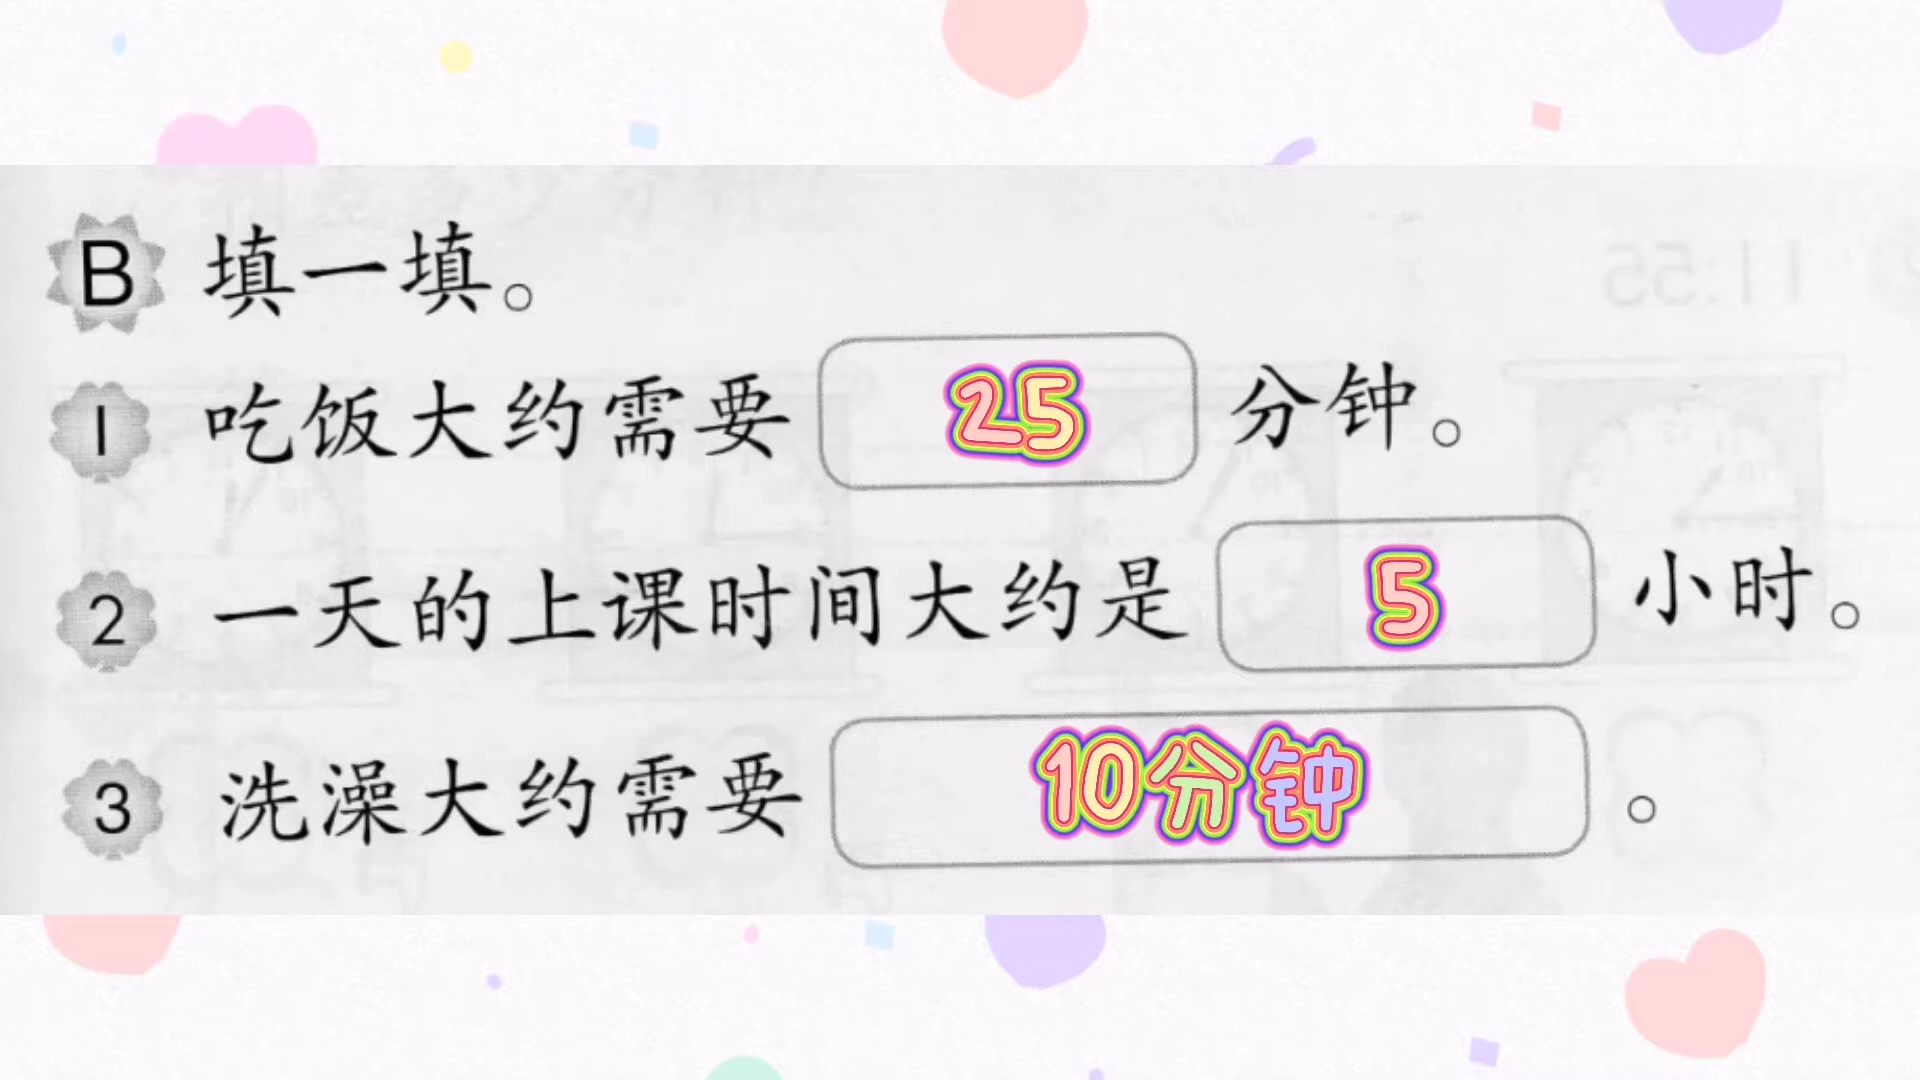 B 填一填。
1 吃饭大约需要 25 分钟。
2 一天的上课时间大约是 5 小时。
3 洗澡大约需要 10分钟 。
11:55